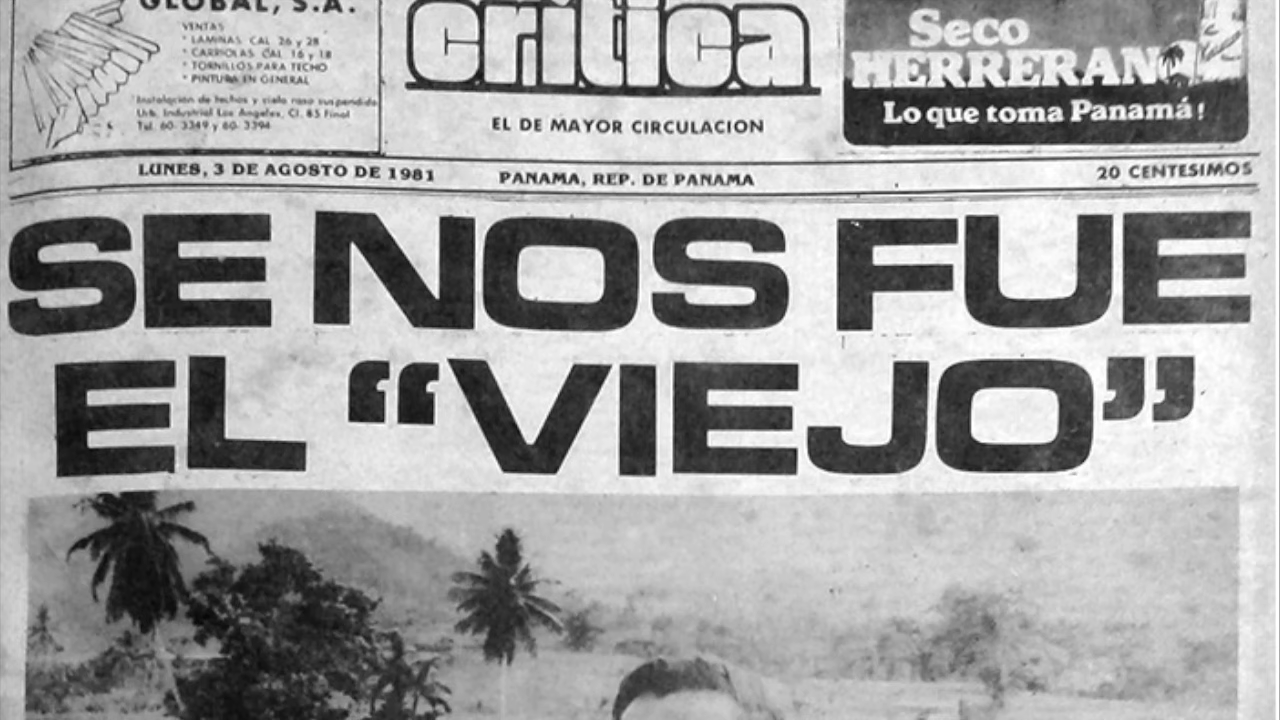 GLOBAL, S.A.
VENTAS
* LAMINAS CAL 26 y 28
* CARRIOLAS CAL 16 y 18
* TORNILLOS PARA TECHO
* PINTURA EN GENERAL
Instalación de techos y cielo raso suspendido
Urb. Industrial Los Angeles, Cl. 85 Final
Tel. 60-3349 y 60-3394
crítica
EL DE MAYOR CIRCULACION
Seco
HERRERANO
Lo que toma Panamá!
LUNES, 3 DE AGOSTO DE 1981
PANAMA, REP. DE PANAMA
20 CENTESIMOS
SE NOS FUE
EL “VIEJO”